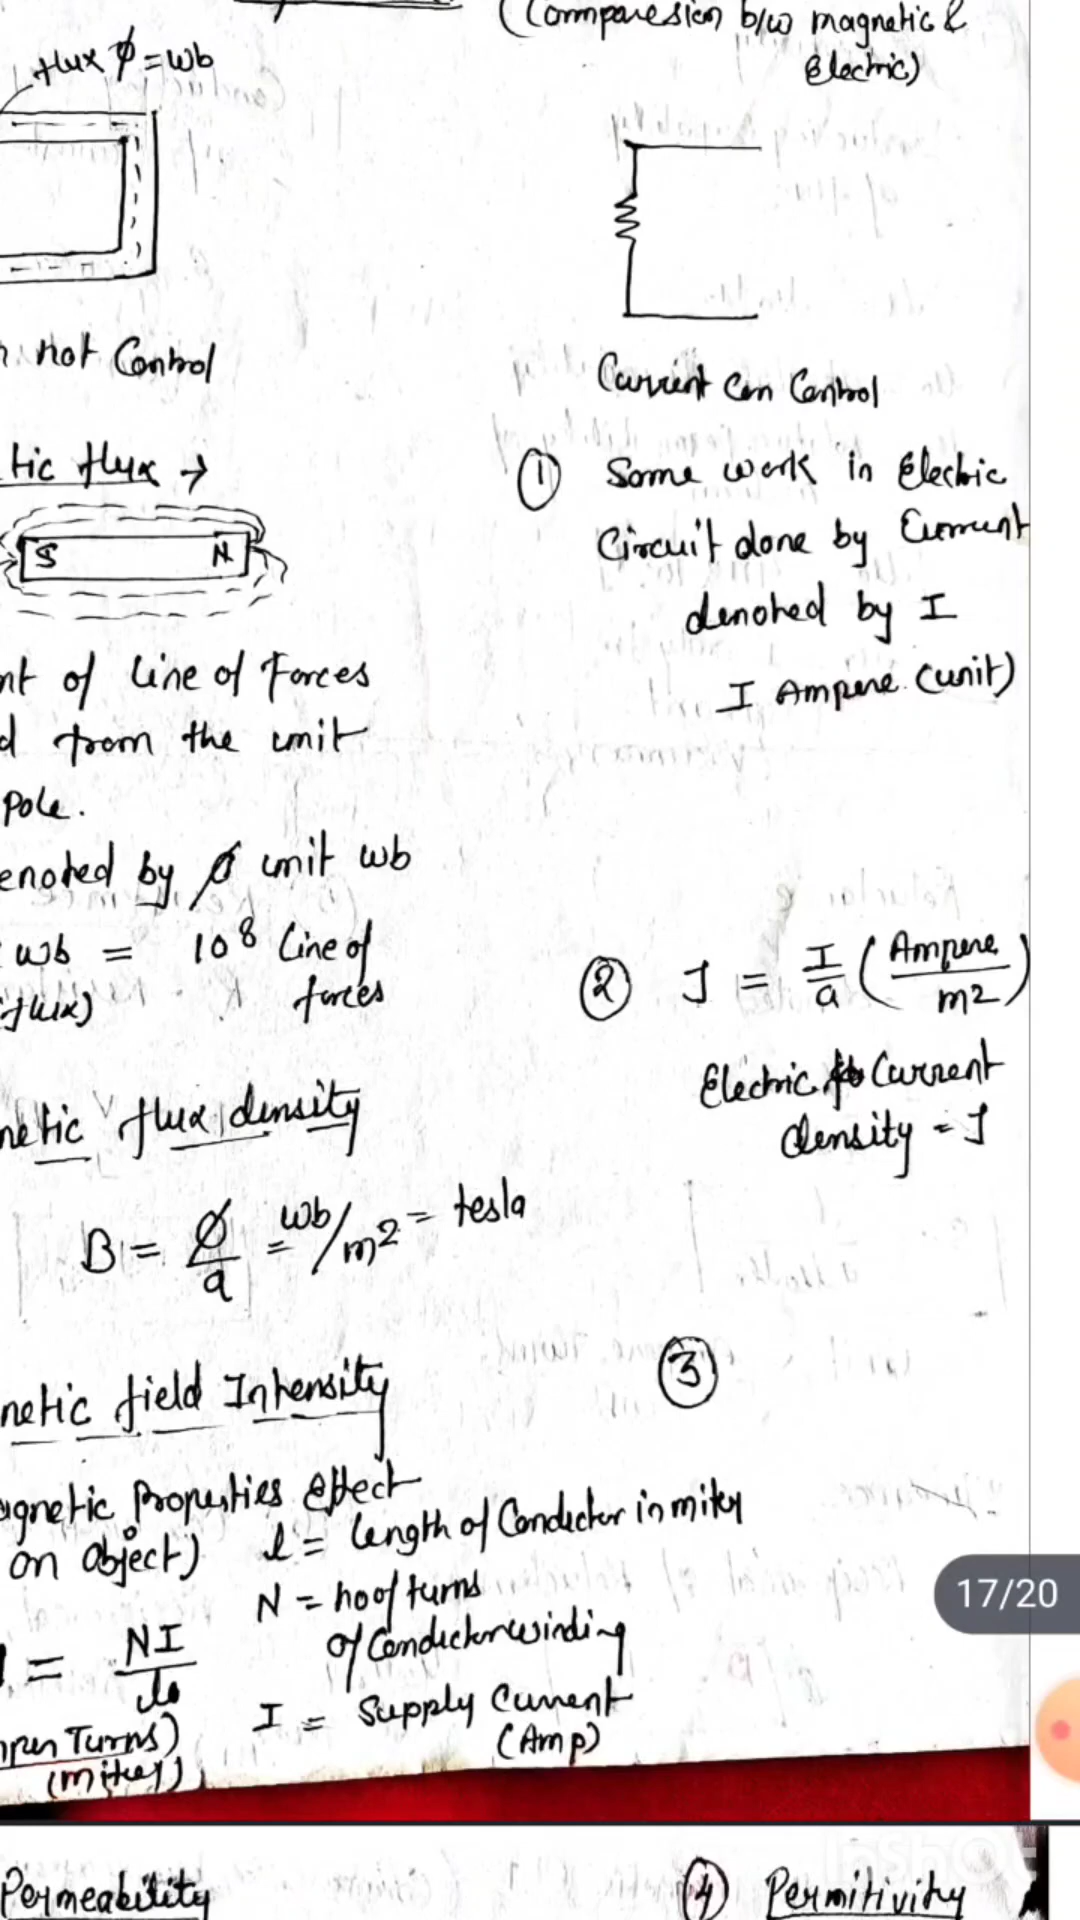 (Comparesion b/w magnetic &
Electric)
flux ϕ = wb
not Control
Current Can Control
tic flux →
S N
① Some work in Electric
Circuit done by Current
denoted by I
I Ampere (unit)
nt of line of Forces
d from the unit
pole.
enoted by ϕ unit wb
wb = 10⁸ line of
forces
flux)
② J = I/a (Ampere/m²)
Electric Current
density = J
netic flux density
B = ϕ/a = wb/m² = tesla
③
netic field Intensity
agnetic Properties Effect
on object)
l = length of Conductor in miter
N = no of turns
of Conductor winding
= NI/l
I = Supply Current
(Amp)
Turns)
(miter)
17/20
Permeability
④ Permitivity